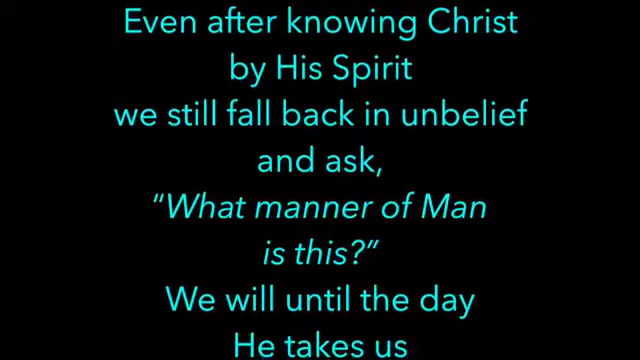 Even after knowing Christ
by His Spirit
we still fall back in unbelief
and ask,
“What manner of Man
is this?”
We will until the day
He takes us